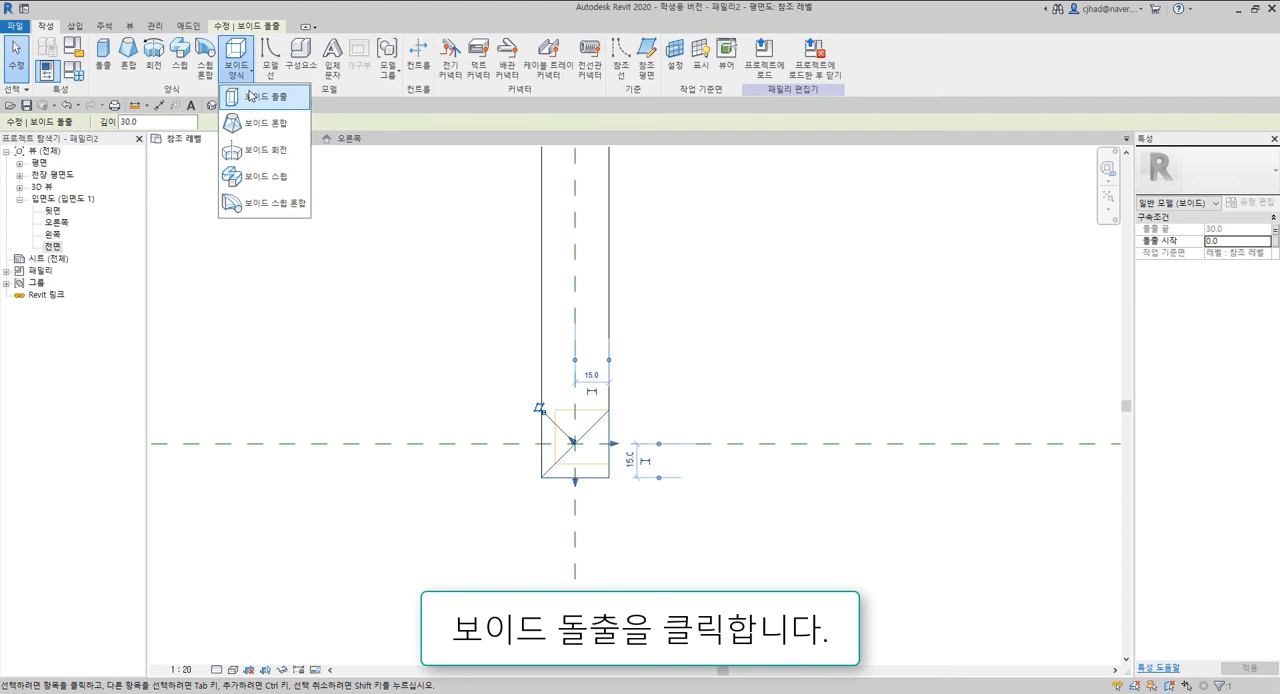 Autodesk Revit 2020 - 학생용 버전 - 패밀리2 - 평면도: 참조 레벨
cjhad@naver....
파일 작성 삽입 주석 뷰 관리 애드인 수정 | 보이드 돌출
수정 돌출 혼합 회전 스윕 스윕 혼합 보이드 양식 모델 선 구성요소 입체 문자 개구부 모델 그룹 컨트롤 전기 커넥터 덕트 커넥터 배관 커넥터 케이블 트레이 커넥터 전선관 커넥터 참조 선 참조 평면 설정 표시 뷰어 프로젝트에 로드 프로젝트에 로드한 후 닫기
선택 특성 양식 모델 컨트롤 커넥터 기준 작업 기준면 패밀리 편집기
보이드 돌출
보이드 혼합
보이드 회전
보이드 스윕
보이드 스윕 혼합
수정 | 보이드 돌출 깊이 30.0
프로젝트 탐색기 - 패밀리2
참조 레벨
오른쪽
뷰 (전체)
평면
천장 평면도
3D 뷰
입면도 (입면도 1)
뒷면
오른쪽
왼쪽
전면
시트 (전체)
패밀리
그룹
Revit 링크
특성
R
일반 모델 (보이드) 유형 편집
구속조건
돌출 끝 30.0
돌출 시작 0.0
작업 기준면 레벨 : 참조 레벨
15.0
15.0
보이드 돌출을 클릭합니다.
1 : 20
특성 도움말 적용
선택하려면 항목을 클릭하고, 다른 항목을 선택하려면 Tab 키, 추가하려면 Ctrl 키, 선택 취소하려면 Shift 키를 누르십시오.
:1